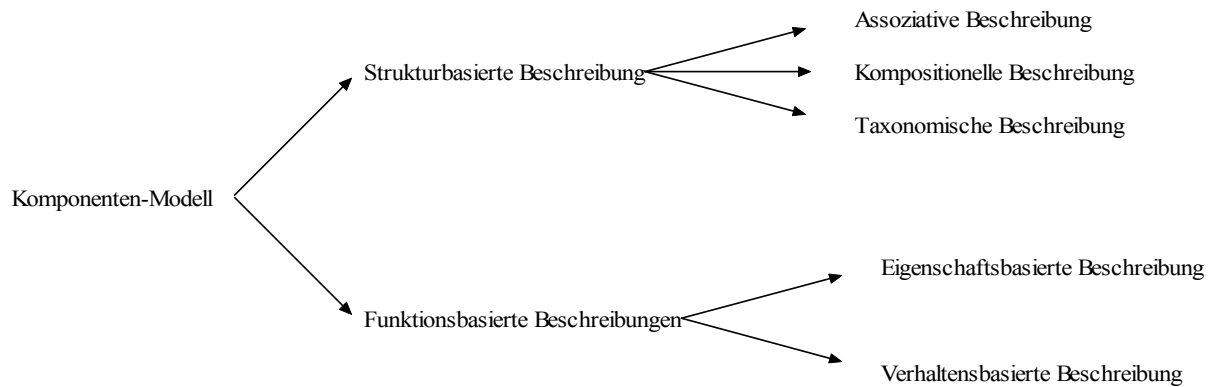 Assoziative Beschreibung
Strukturbasierte Beschreibung
Kompositionelle Beschreibung
Taxonomische Beschreibung
Komponenten-Modell
Eigenschaftsbasierte Beschreibung
Funktionsbasierte Beschreibungen
Verhaltensbasierte Beschreibung